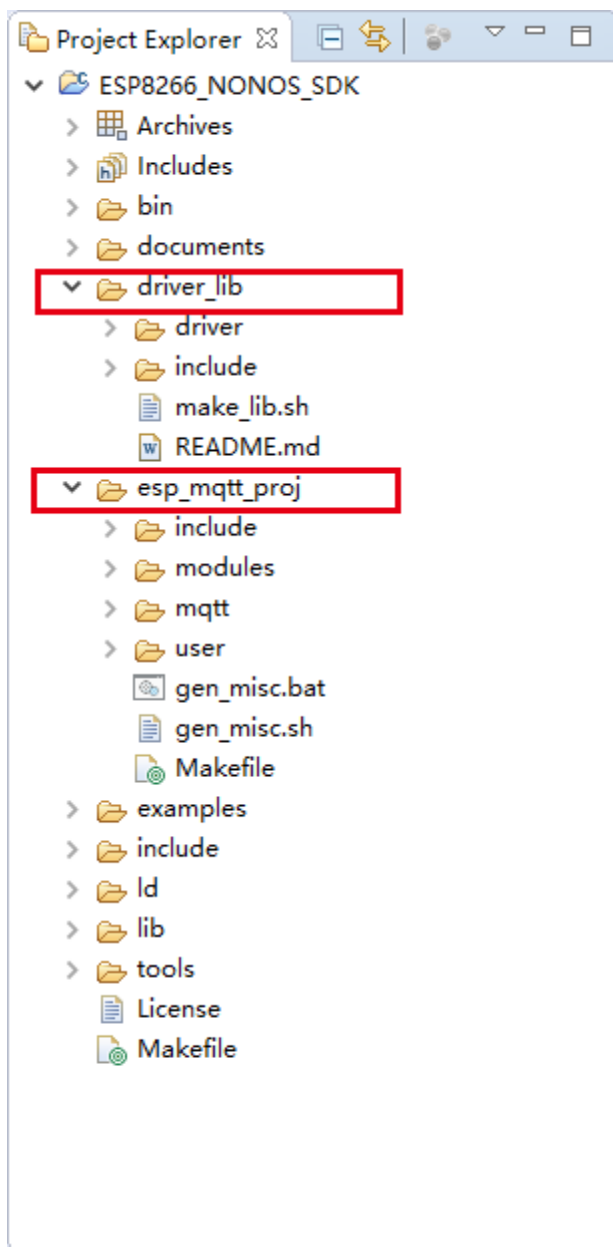 Project Explorer
ESP8266_NONOS_SDK
Archives
Includes
bin
documents
driver_lib
driver
include
make_lib.sh
README.md
esp_mqtt_proj
include
modules
mqtt
user
gen_misc.bat
gen_misc.sh
Makefile
examples
include
ld
lib
tools
License
Makefile